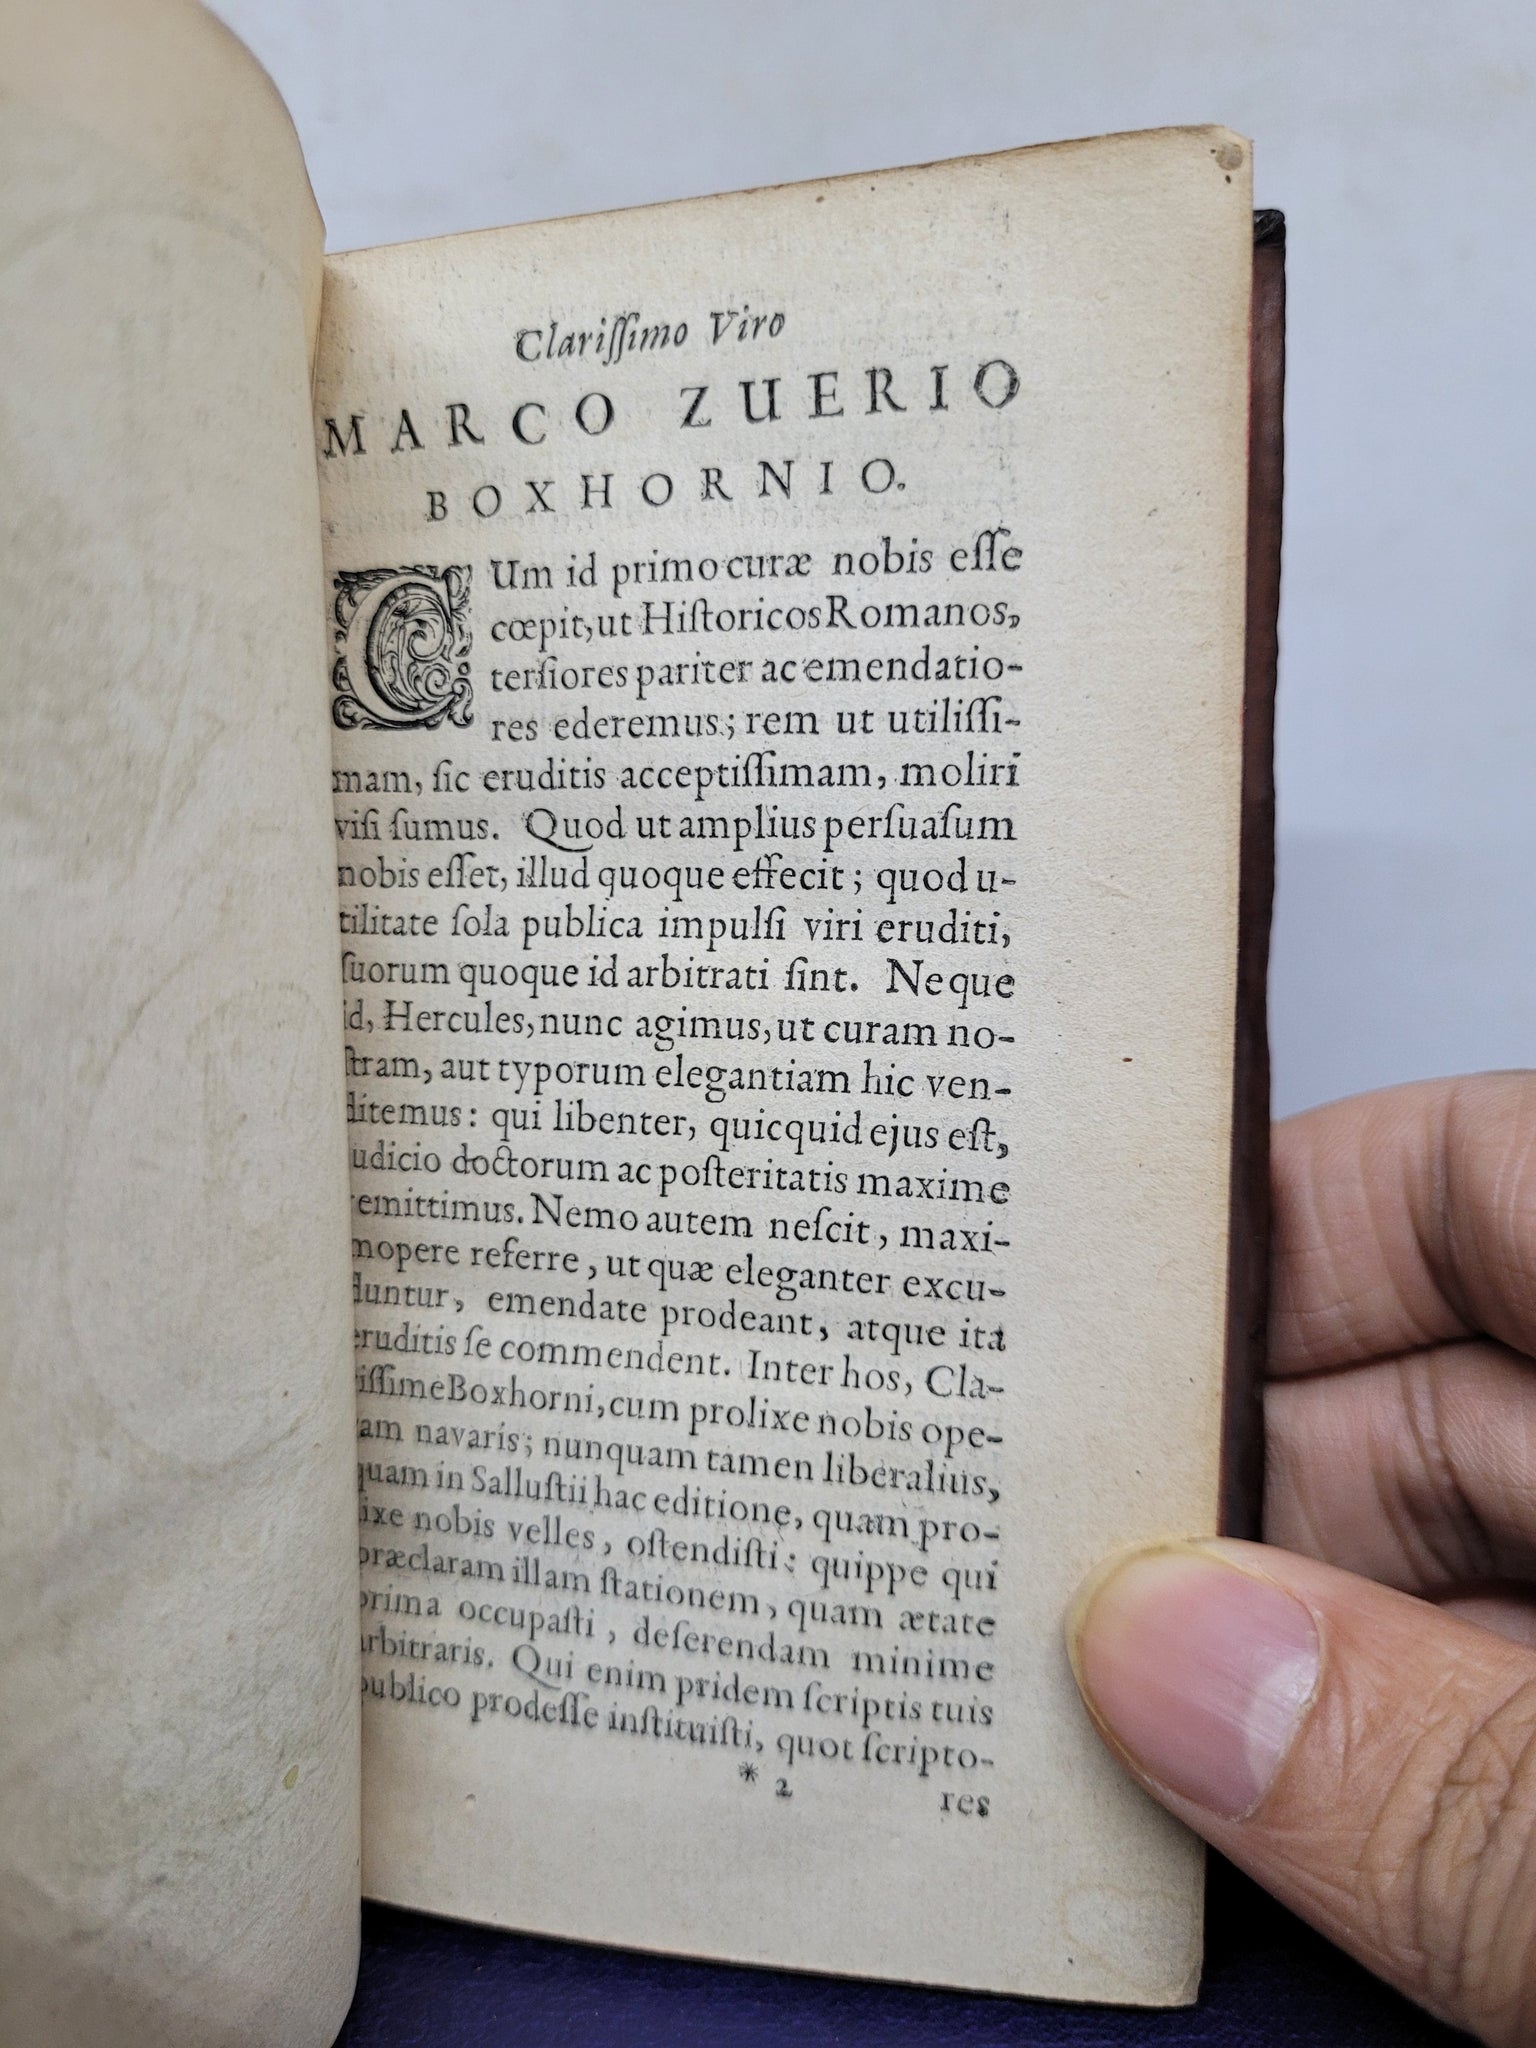 Clariſſimo Viro
MARCO ZUERIO
BOXHORNIO.
CUm id primo curæ nobis eſſe
cœpit, ut Hiſtoricos Romanos,
terſiores pariter ac emendatio-
res ederemus; rem ut utiliſſi-
mam, ſic eruditis acceptiſſimam, moliri
viſi ſumus. Quod ut amplius perſuaſum
nobis eſſet, illud quoque effecit; quod u-
tilitate ſola publica impulſi viri eruditi,
ſuorum quoque id arbitrati ſint. Neque
id, Hercules, nunc agimus, ut curam no-
ſtram, aut typorum elegantiam hic ven-
ditemus: qui libenter, quicquid ejus eſt,
udicio doctorum ac poſteritatis maxime
remittimus. Nemo autem neſcit, maxi-
mopere referre, ut quæ eleganter excu-
duntur, emendate prodeant, atque ita
eruditis ſe commendent. Inter hos, Cla-
riſſime Boxhorni, cum prolixe nobis ope-
ram navaris; nunquam tamen liberalius,
quam in Salluſtii hac editione, quam pro-
lixe nobis velles, oſtendiſti: quippe qui
præclaram illam ſtationem, quam ætate
prima occupaſti, deſerendam minime
arbitraris. Qui enim pridem ſcriptis tuis
publico prodeſſe inſtituiſti, quot ſcripto-
* 2 res